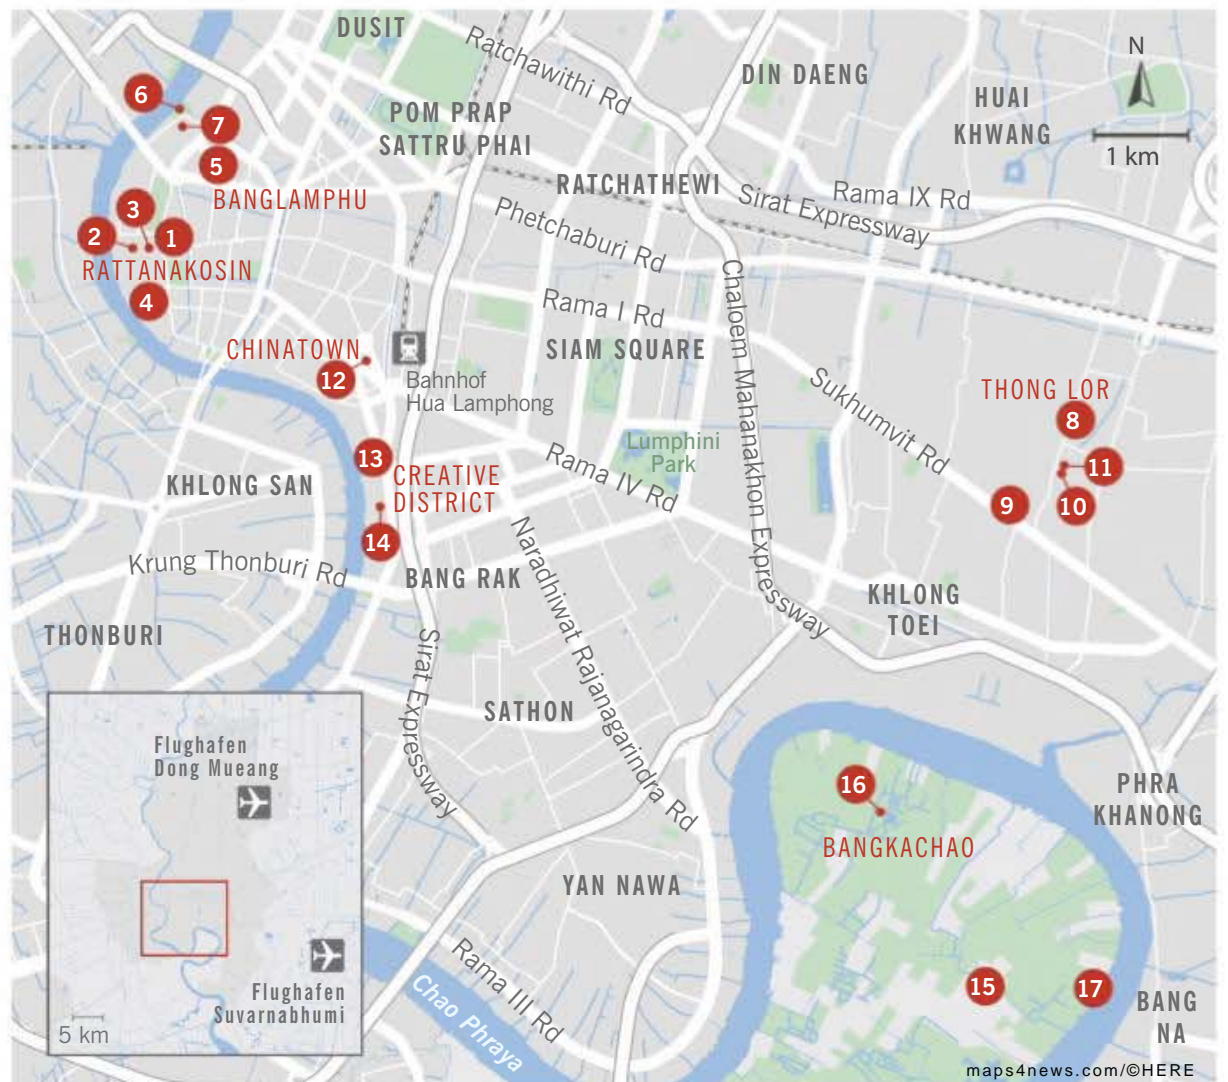 DUSIT
Ratchawithi Rd
DIN DAENG
N
HUAI
KHWANG
1 km
6
POM PRAP
SATTRU PHAI
7
5
BANGLAMPHU
RATCHATHEWI
Sirat Expressway
Rama IX Rd
3
2
1
RATTANAKOSIN
4
Phetchaburi Rd
Chaloem Mahanakhon Expressway
Rama I Rd
SIAM SQUARE
CHINATOWN
12
Bahnhof
Hua Lamphong
Sukhumvit Rd
THONG LOR
8
11
10
9
Lumphini
Park
Rama IV Rd
13
CREATIVE
DISTRICT
14
KHLONG SAN
Krung Thonburi Rd
BANG RAK
Naradhiwat Rajanagarindra Rd
KHLONG
TOEI
THONBURI
Sirat Expressway
SATHON
Flughafen
Dong Mueang
Flughafen
Suvarnabhumi
5 km
16
BANGKACHAO
PHRA
KHANONG
YAN NAWA
Rama III Rd
Chao Phraya
15
17
BANG
NA
maps4news.com/©HERE